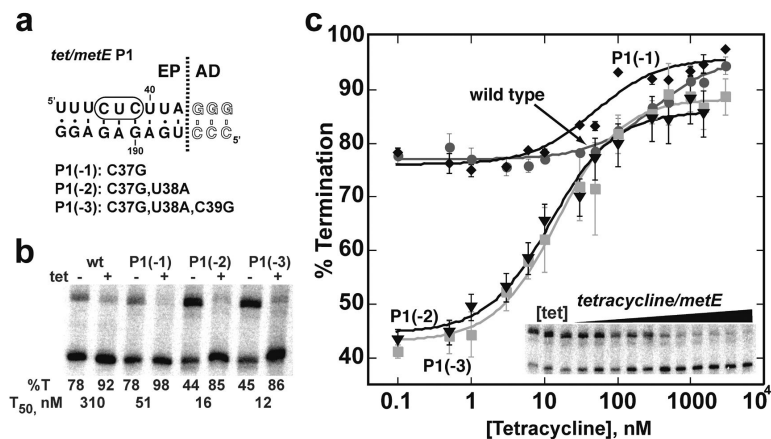 a
tet/metE P1
EP AD
40
5' UUUCUCUUAGGG
GGAGAGAGUCCC 5'
190
P1(-1): C37G
P1(-2): C37G,U38A
P1(-3): C37G,U38A,C39G
b
wt P1(-1) P1(-2) P1(-3)
tet - + - + - + - +
%T 78 92 78 98 44 85 45 86
T50, nM 310 51 16 12
c
% Termination
100
90
80
70
60
50
40
P1(-1)
wild type
P1(-2)
P1(-3)
[tet]
tetracycline/metE
0.1 1 10 100 1000 10^4
[Tetracycline], nM